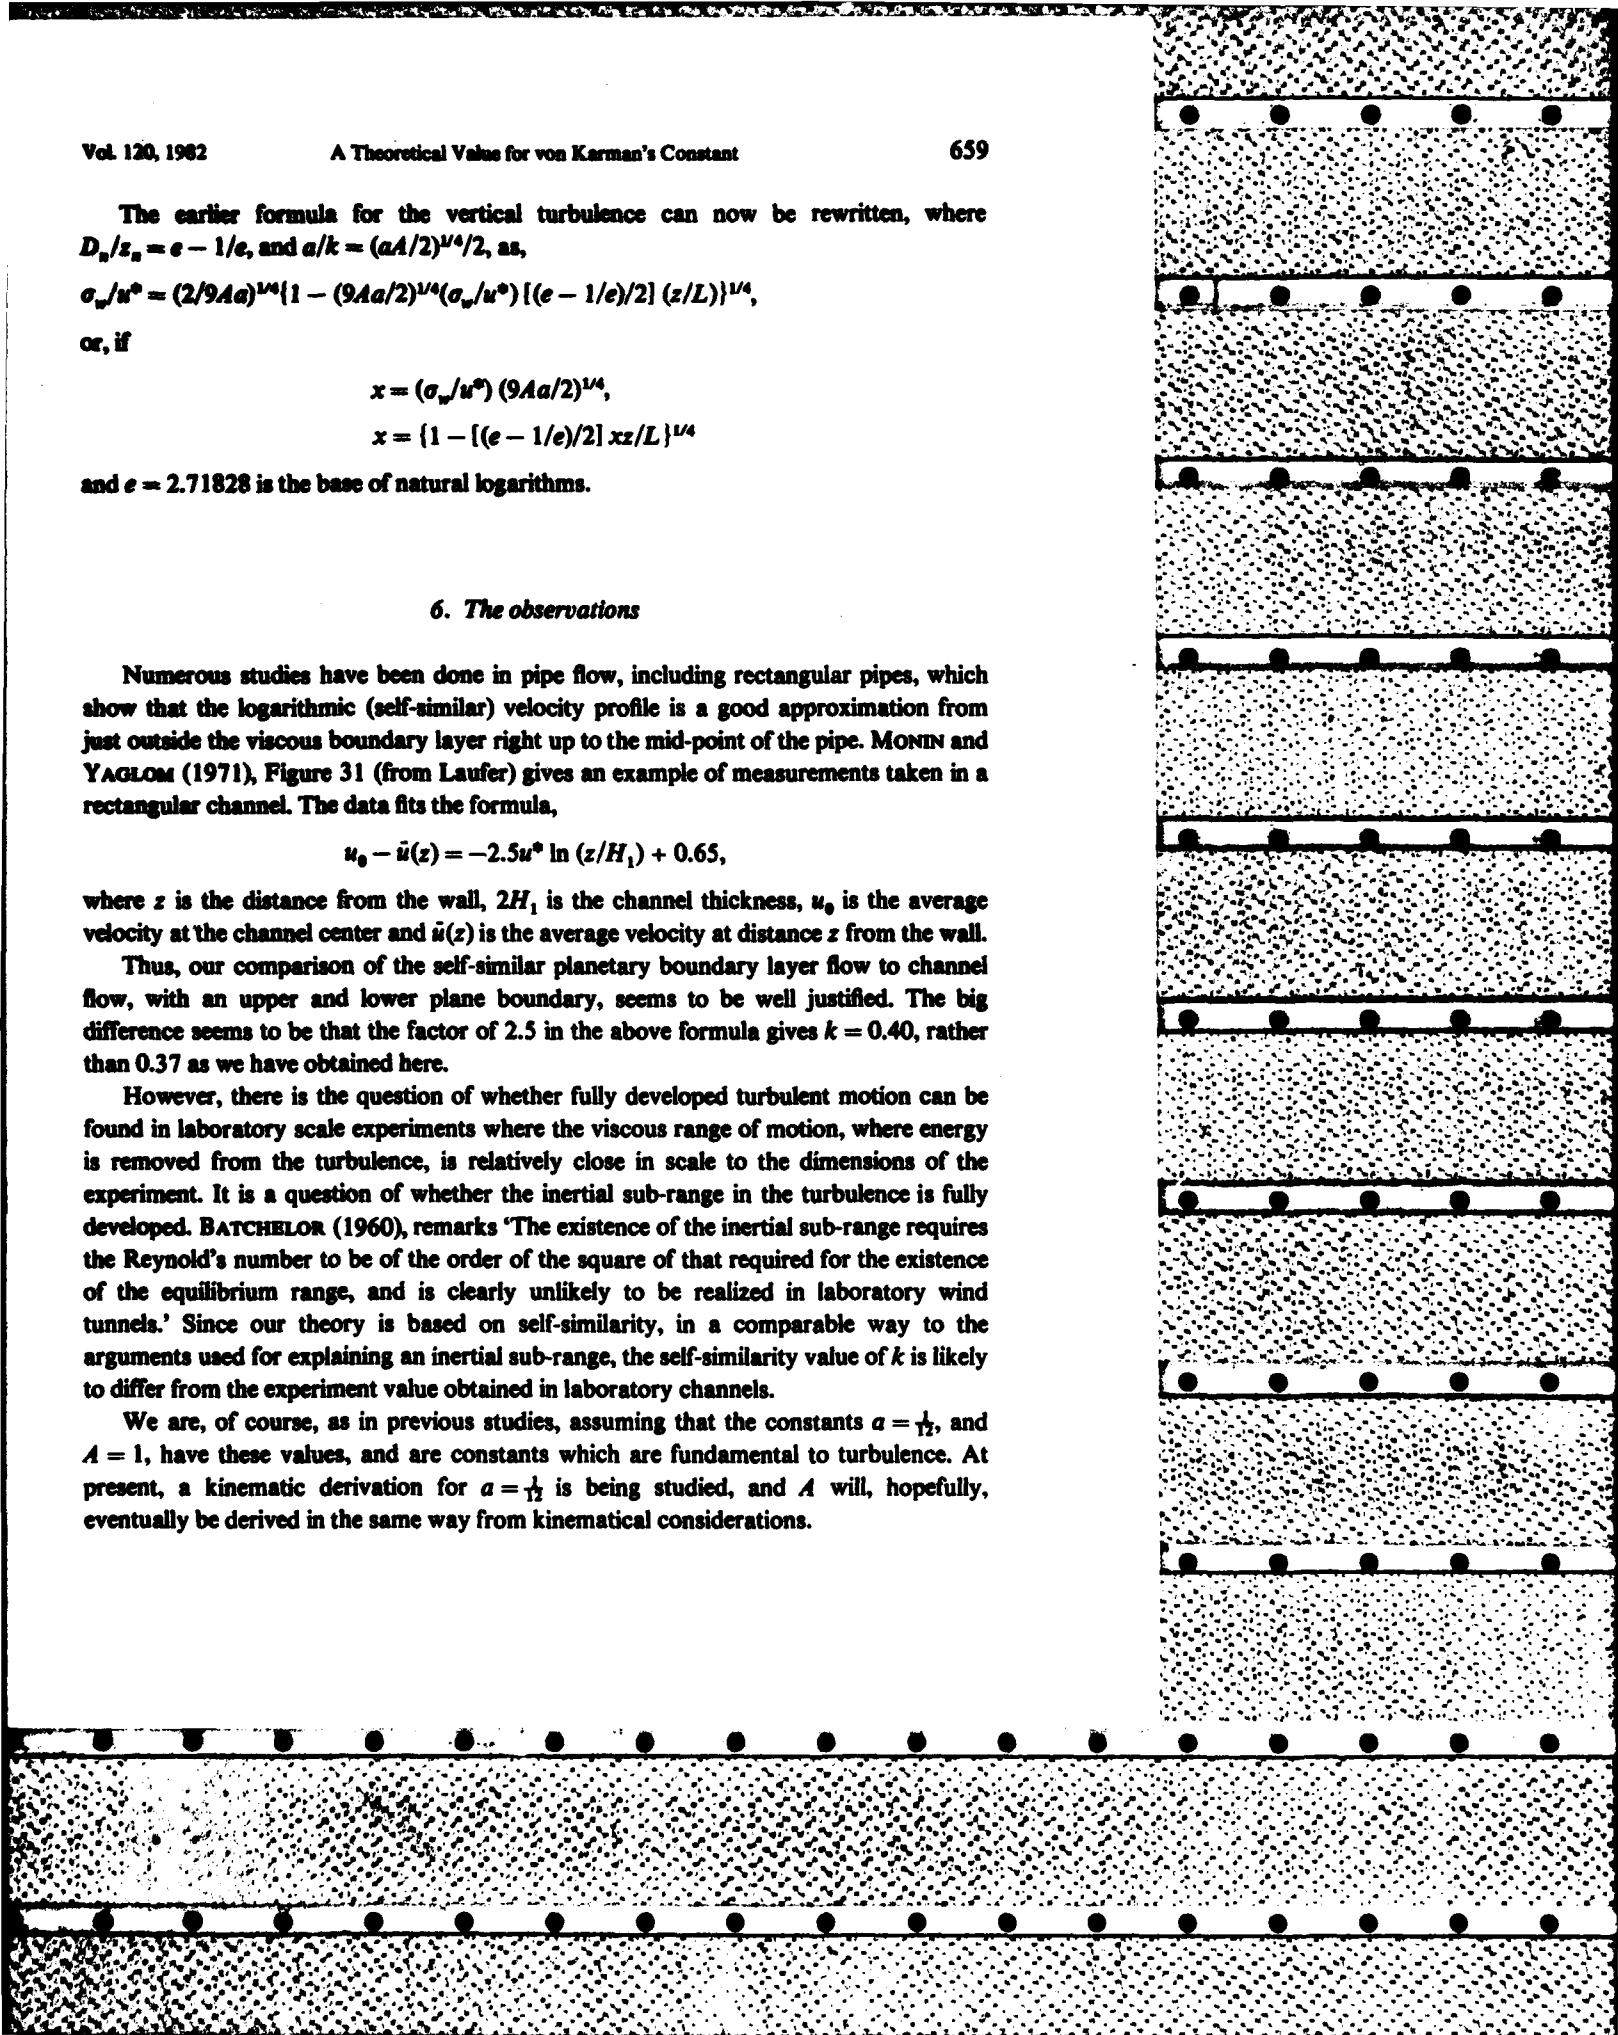 Vol. 120, 1982 A Theoretical Value for von Karman's Constant 659
The earlier formula for the vertical turbulence can now be rewritten, where
Dₙ/zₙ = e − 1/e, and a/k = (aA/2)^1/4/2, as,
σ_w/u* = (2/9Aa)^1/4{1 − (9Aa/2)^1/4(σ_w/u*) [(e − 1/e)/2] (z/L)}^1/4,
or, if
x = (σ_w/u*) (9Aa/2)^1/4,
x = {1 − [(e − 1/e)/2] xz/L}^1/4
and e = 2.71828 is the base of natural logarithms.
6. The observations
Numerous studies have been done in pipe flow, including rectangular pipes, which
show that the logarithmic (self-similar) velocity profile is a good approximation from
just outside the viscous boundary layer right up to the mid-point of the pipe. MONIN and
YAGLOM (1971), Figure 31 (from Laufer) gives an example of measurements taken in a
rectangular channel. The data fits the formula,
u₀ − ū(z) = −2.5u* ln (z/H₁) + 0.65,
where z is the distance from the wall, 2H₁ is the channel thickness, u₀ is the average
velocity at the channel center and ū(z) is the average velocity at distance z from the wall.
Thus, our comparison of the self-similar planetary boundary layer flow to channel
flow, with an upper and lower plane boundary, seems to be well justified. The big
difference seems to be that the factor of 2.5 in the above formula gives k = 0.40, rather
than 0.37 as we have obtained here.
However, there is the question of whether fully developed turbulent motion can be
found in laboratory scale experiments where the viscous range of motion, where energy
is removed from the turbulence, is relatively close in scale to the dimensions of the
experiment. It is a question of whether the inertial sub-range in the turbulence is fully
developed. BATCHELOR (1960), remarks 'The existence of the inertial sub-range requires
the Reynold's number to be of the order of the square of that required for the existence
of the equilibrium range, and is clearly unlikely to be realized in laboratory wind
tunnels.' Since our theory is based on self-similarity, in a comparable way to the
arguments used for explaining an inertial sub-range, the self-similarity value of k is likely
to differ from the experiment value obtained in laboratory channels.
We are, of course, as in previous studies, assuming that the constants a = 1/12, and
A = 1, have these values, and are constants which are fundamental to turbulence. At
present, a kinematic derivation for a = 1/12 is being studied, and A will, hopefully,
eventually be derived in the same way from kinematical considerations.